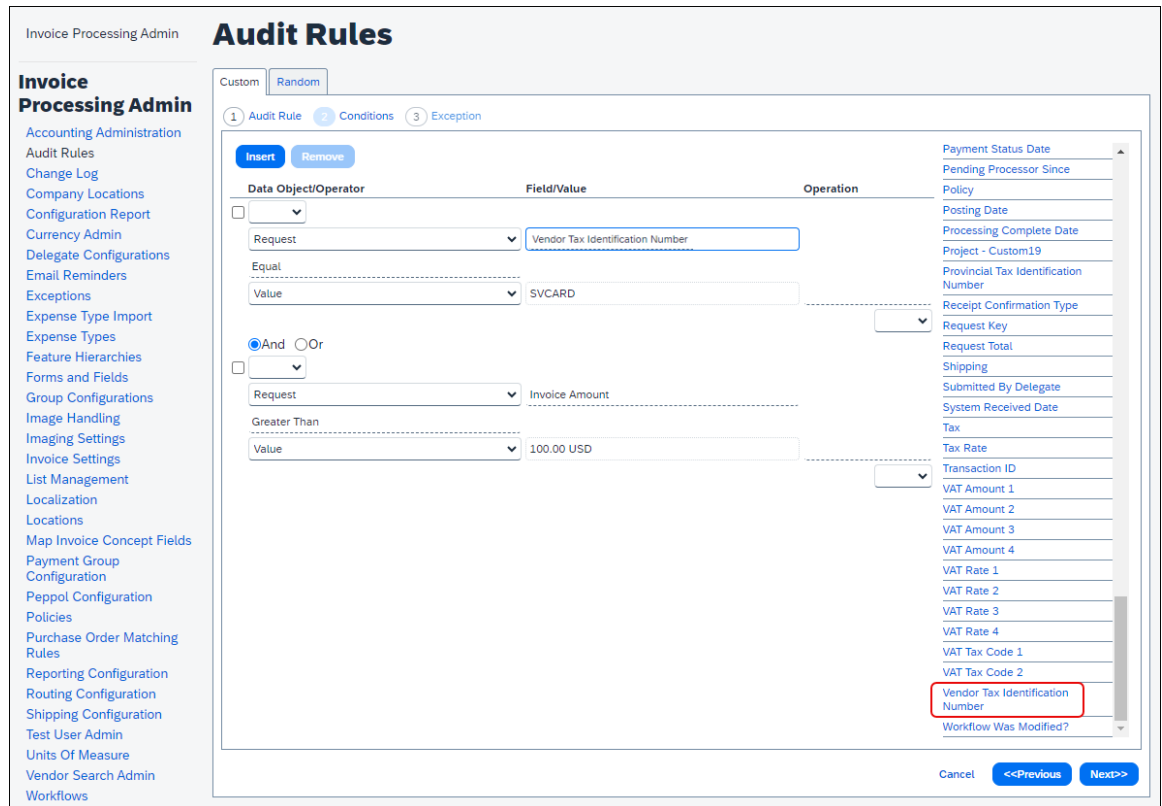 Invoice Processing Admin
Audit Rules
Invoice
Processing Admin
Accounting Administration
Audit Rules
Change Log
Company Locations
Configuration Report
Currency Admin
Delegate Configurations
Email Reminders
Exceptions
Expense Type Import
Expense Types
Feature Hierarchies
Forms and Fields
Group Configurations
Image Handling
Imaging Settings
Invoice Settings
List Management
Localization
Locations
Map Invoice Concept Fields
Payment Group
Configuration
Peppol Configuration
Policies
Purchase Order Matching
Rules
Reporting Configuration
Routing Configuration
Shipping Configuration
Test User Admin
Units Of Measure
Vendor Search Admin
Workflows
Custom Random
1 Audit Rule 2 Conditions 3 Exception
Insert Remove
Data Object/Operator Field/Value Operation
Request Vendor Tax Identification Number
Equal
Value SVCARD
And Or
Request Invoice Amount
Greater Than
Value 100.00 USD
Payment Status Date
Pending Processor Since
Policy
Posting Date
Processing Complete Date
Project - Custom19
Provincial Tax Identification
Number
Receipt Confirmation Type
Request Key
Request Total
Shipping
Submitted By Delegate
System Received Date
Tax
Tax Rate
Transaction ID
VAT Amount 1
VAT Amount 2
VAT Amount 3
VAT Amount 4
VAT Rate 1
VAT Rate 2
VAT Rate 3
VAT Rate 4
VAT Tax Code 1
VAT Tax Code 2
Vendor Tax Identification
Number
Workflow Was Modified?
Cancel <<Previous Next>>